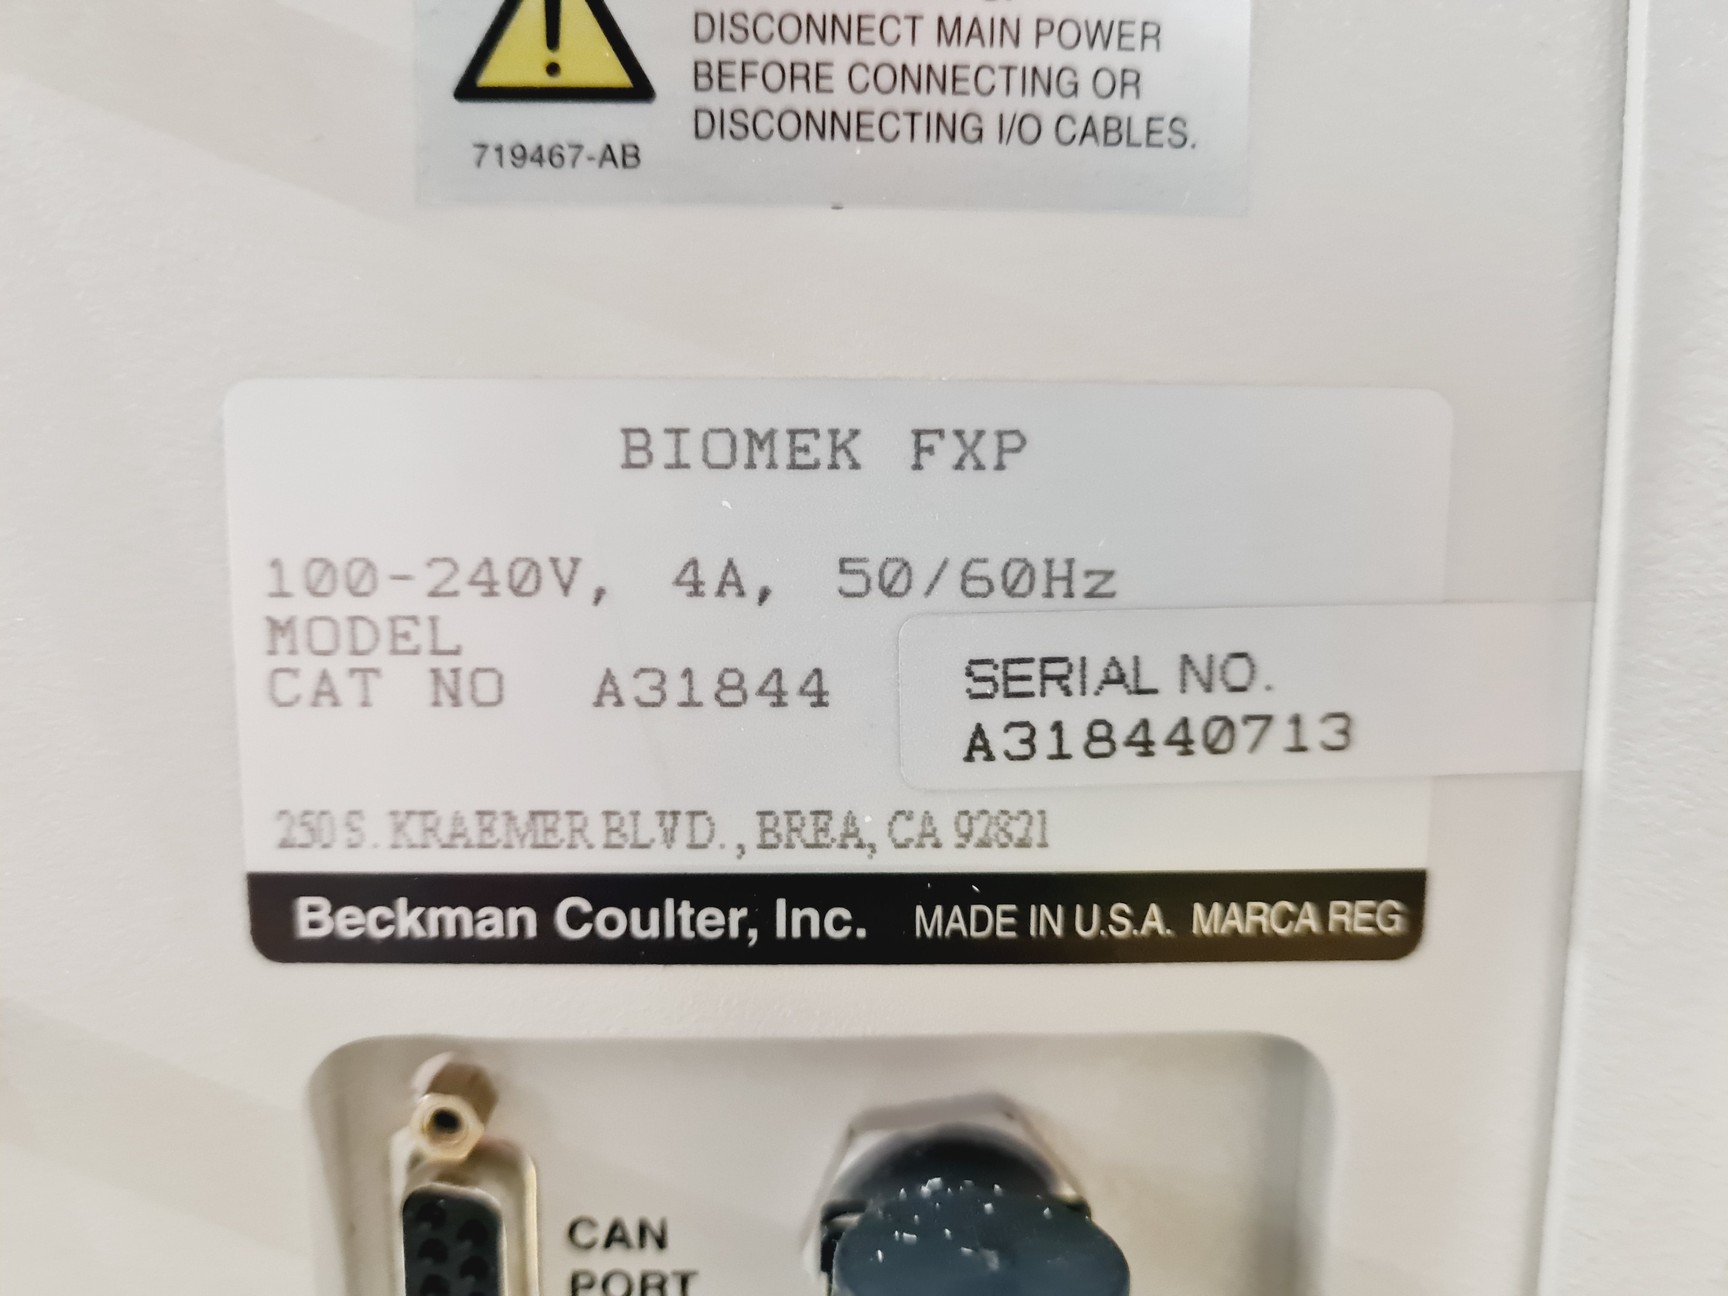 DISCONNECT MAIN POWER
BEFORE CONNECTING OR
DISCONNECTING I/O CABLES.
719467-AB
BIOMEK FXP
100-240V, 4A, 50/60Hz
MODEL
CAT NO A31844
SERIAL NO.
A318440713
250 S. KRAEMER BLVD., BREA, CA 92821
Beckman Coulter, Inc. MADE IN U.S.A. MARCA REG
CAN
PORT